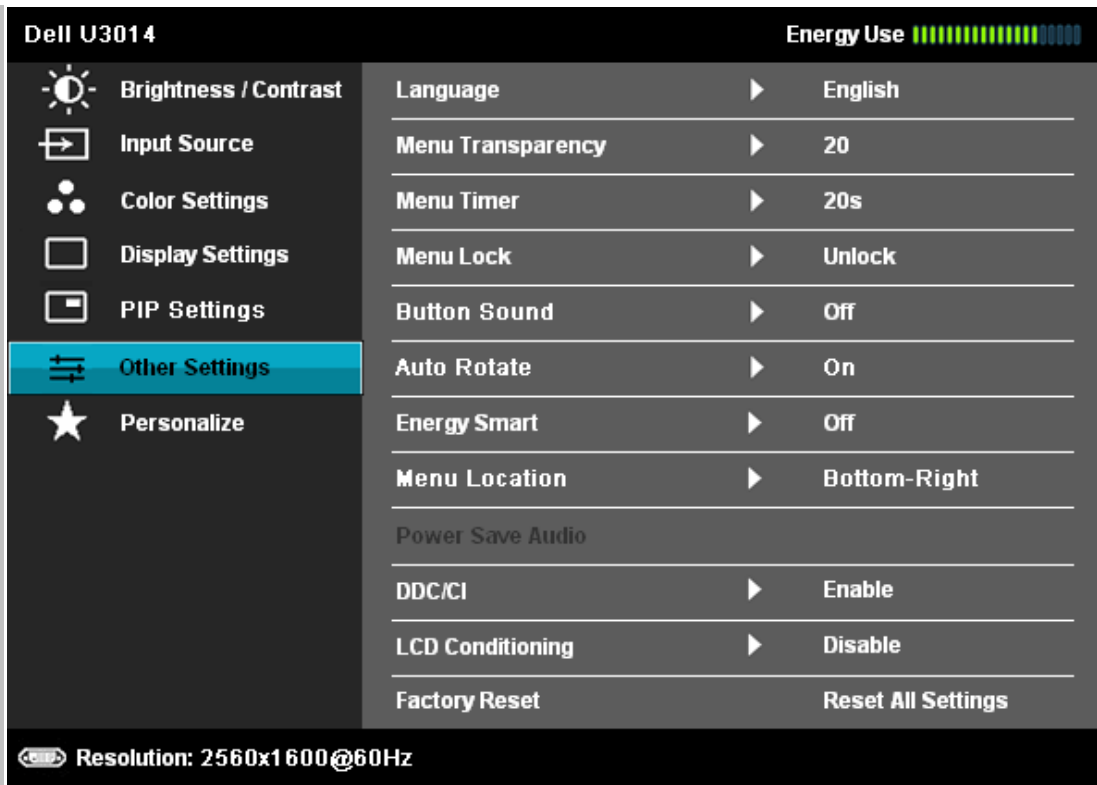 Dell U3014 Energy Use
Brightness / Contrast
Input Source
Color Settings
Display Settings
PIP Settings
Other Settings
Personalize
Language English
Menu Transparency 20
Menu Timer 20s
Menu Lock Unlock
Button Sound Off
Auto Rotate On
Energy Smart Off
Menu Location Bottom-Right
Power Save Audio
DDC/CI Enable
LCD Conditioning Disable
Factory Reset Reset All Settings
Resolution: 2560x1600@60Hz